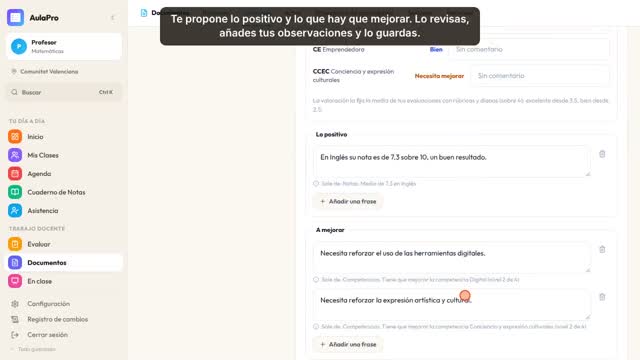 AulaPro
Profesor
Matemáticas
Comunitat Valenciana
Buscar
Ctrl K
TU DÍA A DÍA
Inicio
Mis Clases
Agenda
Cuaderno de Notas
Asistencia
TRABAJO DOCENTE
Evaluar
Documentos
En clase
Configuración
Registro de cambios
Cerrar sesión
Todo guardado
Te propone lo positivo y lo que hay que mejorar. Lo revisas,
añades tus observaciones y lo guardas.
CE Emprendedora
Bien
Sin comentario
CCEC Conciencia y expresión
culturales
Necesita mejorar
Sin comentario
La valoración la fija la media de tus evaluaciones con rúbricas y dianas (sobre 4): excelente desde 3.5, bien desde
2.5.
Lo positivo
En Inglés su nota es de 7.3 sobre 10, un buen resultado.
Sale de: Notas. Media de 7.3 en Inglés
+ Añadir una frase
A mejorar
Necesita reforzar el uso de las herramientas digitales.
Sale de: Competencias. Tiene que mejorar la competencia Digital (nivel 2 de 4)
Necesita reforzar la expresión artística y cultural.
Sale de: Competencias. Tiene que mejorar la competencia Conciencia y expresión culturales (nivel 2 de 4)
+ Añadir una frase